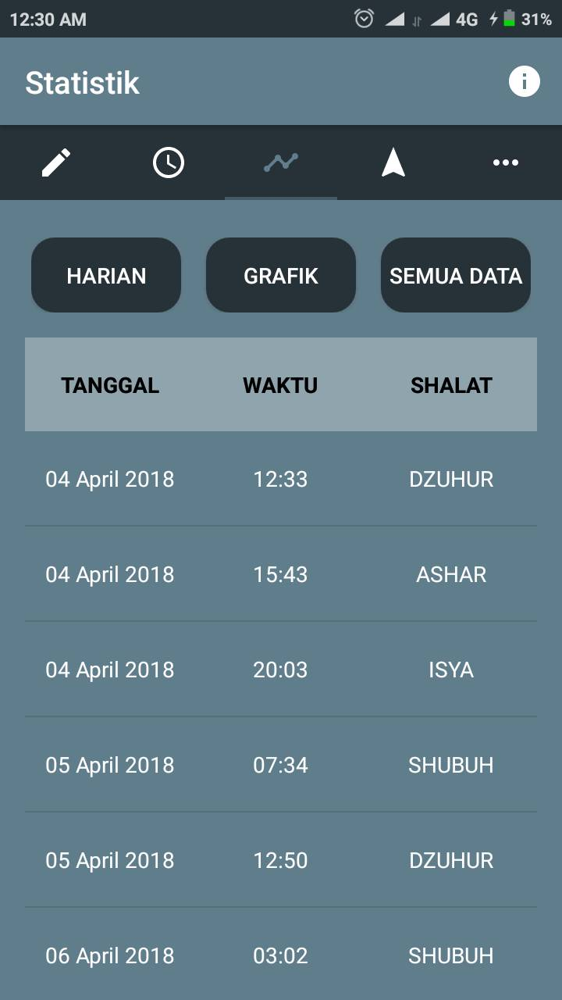 12:30 AM 4G 31%
Statistik
HARIAN GRAFIK SEMUA DATA
TANGGAL WAKTU SHALAT
04 April 2018 12:33 DZUHUR
04 April 2018 15:43 ASHAR
04 April 2018 20:03 ISYA
05 April 2018 07:34 SHUBUH
05 April 2018 12:50 DZUHUR
06 April 2018 03:02 SHUBUH